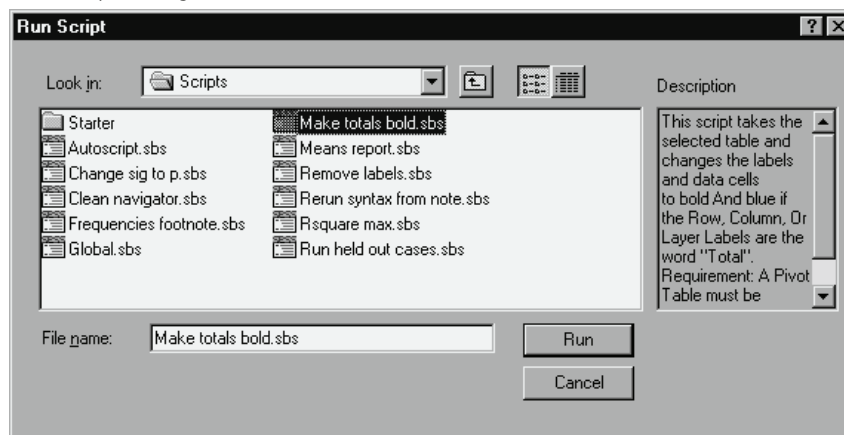 Run Script
Look in:
Scripts
Description
Starter
Autoscript.sbs
Change sig to p.sbs
Clean navigator.sbs
Frequencies footnote.sbs
Global.sbs
Make totals bold.sbs
Means report.sbs
Remove labels.sbs
Rerun syntax from note.sbs
Rsquare max.sbs
Run held out cases.sbs
This script takes the
selected table and
changes the labels
and data cells
to bold And blue if
the Row, Column, Or
Layer Labels are the
word "Total".
Requirement: A Pivot
Table must be
File name:
Make totals bold.sbs
Run
Cancel